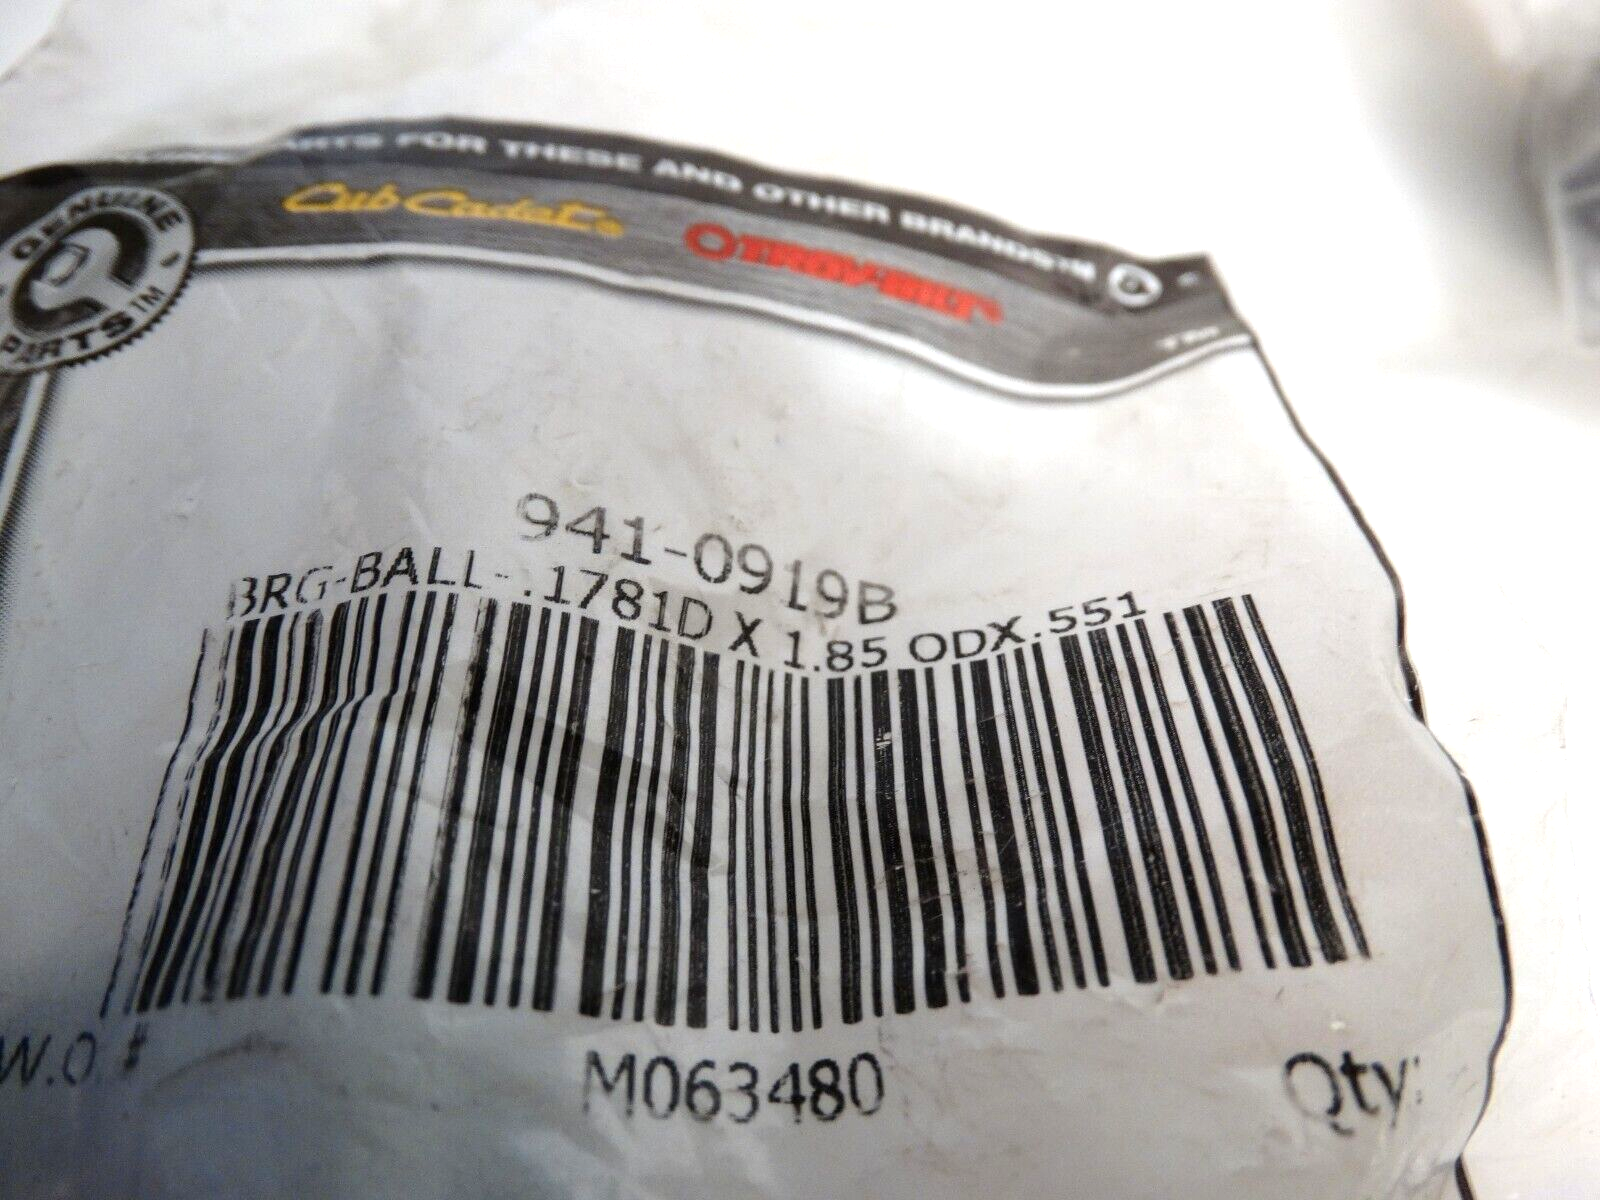 PARTS FOR THESE AND OTHER BRANDS
GENUINE PARTS™
Cub Cadet
TROY-BILT
941-0919B
BRG-BALL- .1781D X 1.85 ODX.551
W.O #
M063480
Qty: